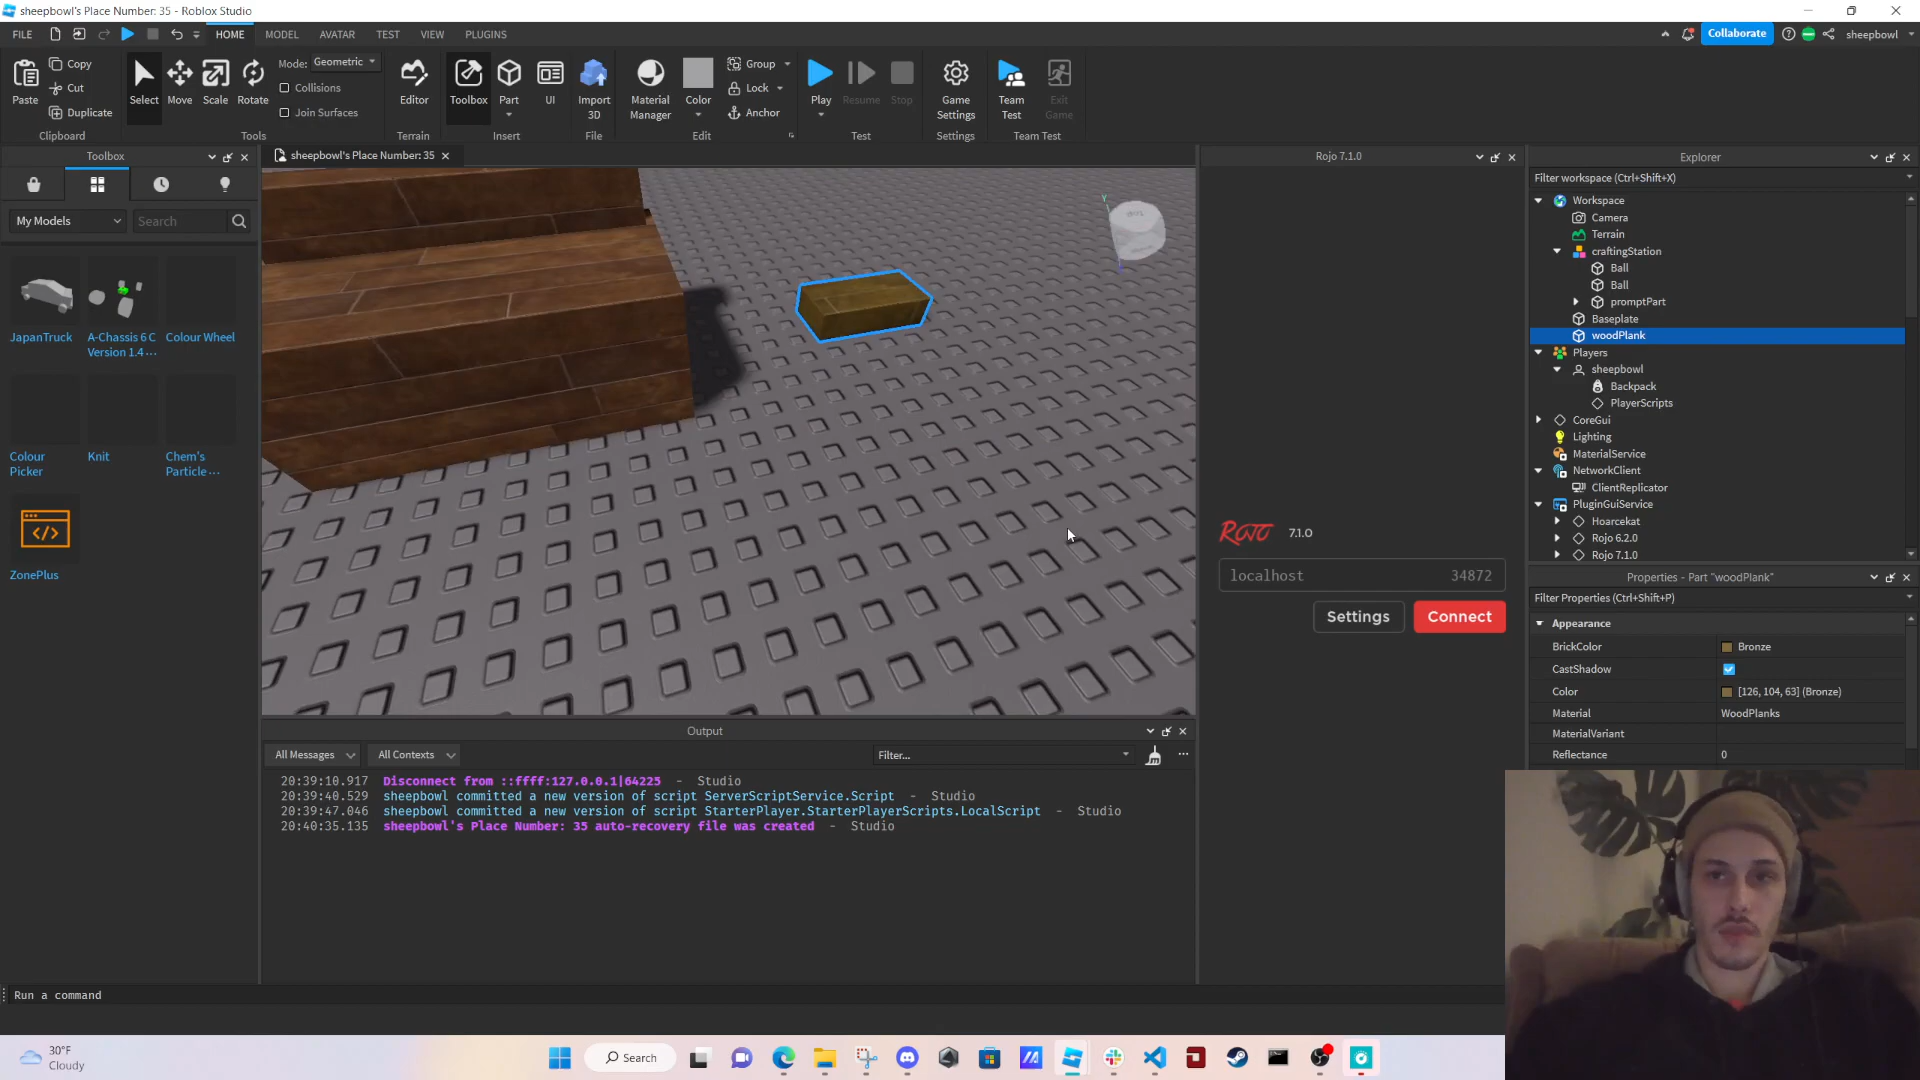 sheepbowl's Place Number: 35 - Roblox Studio
FILE
HOME
MODEL
AVATAR
TEST
VIEW
PLUGINS
Collaborate
sheepbowl
Paste
Copy
Cut
Duplicate
Clipboard
Select
Move
Scale
Rotate
Mode:
Geometric
Collisions
Join Surfaces
Tools
Editor
Terrain
Toolbox
Part
UI
Insert
Import
3D
File
Material
Manager
Color
Group
Lock
Anchor
Edit
Play
Resume
Stop
Test
Game
Settings
Settings
Team
Test
Exit
Game
Team Test
Toolbox
My Models
Search
JapanTruck
A-Chassis 6 C
Version 1.4 ...
Colour Wheel
Colour
Picker
Knit
Chem's
Particle ...
ZonePlus
sheepbowl's Place Number: 35
Y
Output
All Messages
All Contexts
Filter...
20:39:10.917 Disconnect from ::ffff:127.0.0.1|64225 - Studio
20:39:40.529 sheepbowl committed a new version of script ServerScriptService.Script - Studio
20:39:47.046 sheepbowl committed a new version of script StarterPlayer.StarterPlayerScripts.LocalScript - Studio
20:40:35.135 sheepbowl's Place Number: 35 auto-recovery file was created - Studio
Run a command
Rojo 7.1.0
ROJO 7.1.0
localhost 34872
Settings
Connect
Explorer
Filter workspace (Ctrl+Shift+X)
Workspace
Camera
Terrain
craftingStation
Ball
Ball
promptPart
Baseplate
woodPlank
Players
sheepbowl
Backpack
PlayerScripts
CoreGui
Lighting
MaterialService
NetworkClient
ClientReplicator
PluginGuiService
Hoarcekat
Rojo 6.2.0
Rojo 7.1.0
Properties - Part "woodPlank"
Filter Properties (Ctrl+Shift+P)
Appearance
BrickColor Bronze
CastShadow
Color [126, 104, 63] (Bronze)
Material WoodPlanks
MaterialVariant
Reflectance 0
30°F
Cloudy
Search